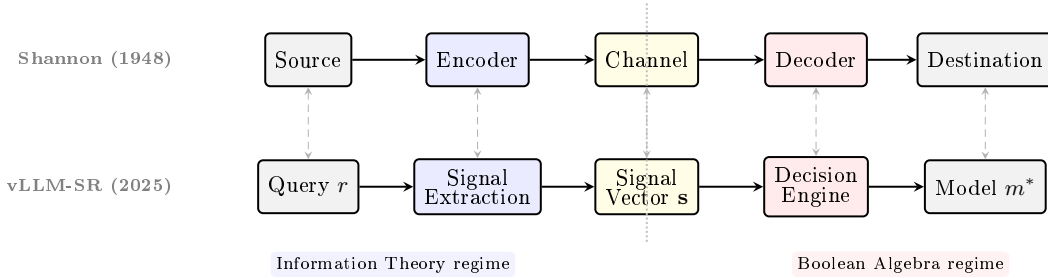 Shannon (1948)
Source
Encoder
Channel
Decoder
Destination
vLLM-SR (2025)
Query r
Signal
Extraction
Signal
Vector s
Decision
Engine
Model m*
Information Theory regime
Boolean Algebra regime